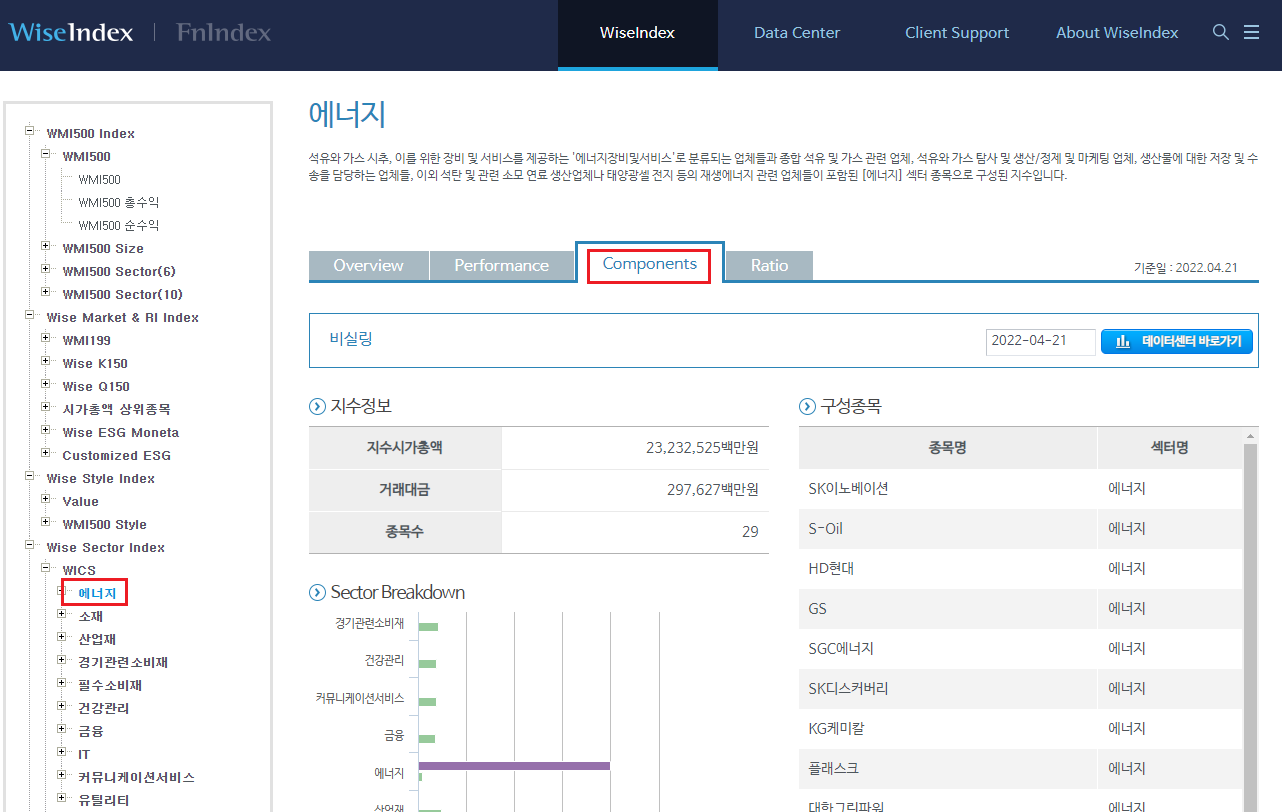 WiseIndex | FnIndex
WiseIndex
Data Center
Client Support
About WiseIndex
WMI500 Index
WMI500
WMI500
WMI500 총수익
WMI500 순수익
WMI500 Size
WMI500 Sector(6)
WMI500 Sector(10)
Wise Market & RI Index
WMI199
Wise K150
Wise Q150
시가총액 상위종목
Wise ESG Moneta
Customized ESG
Wise Style Index
Value
WMI500 Style
Wise Sector Index
WICS
에너지
소재
산업재
경기관련소비재
필수소비재
건강관리
금융
IT
커뮤니케이션서비스
유틸리티
에너지
석유와 가스 시추, 이를 위한 장비 및 서비스를 제공하는 '에너지장비및서비스'로 분류되는 업체들과 종합 석유 및 가스 관련 업체, 석유와 가스 탐사 및 생산/정제 및 마케팅 업체, 생산물에 대한 저장 및 수
송을 담당하는 업체들, 이외 석탄 및 관련 소모 연료 생산업체나 태양광셀 전지 등의 재생에너지 관련 업체들이 포함된 [에너지] 섹터 종목으로 구성된 지수입니다.
Overview
Performance
Components
Ratio
기준일 : 2022.04.21
비실링
2022-04-21
데이터센터 바로가기
지수정보
지수시가총액 23,232,525백만원
거래대금 297,627백만원
종목수 29
Sector Breakdown
경기관련소비재
건강관리
커뮤니케이션서비스
금융
에너지
산업재
구성종목
종목명 섹터명
SK이노베이션 에너지
S-Oil 에너지
HD현대 에너지
GS 에너지
SGC에너지 에너지
SK디스커버리 에너지
KG케미칼 에너지
플래스크 에너지
대한그린파워 에너지